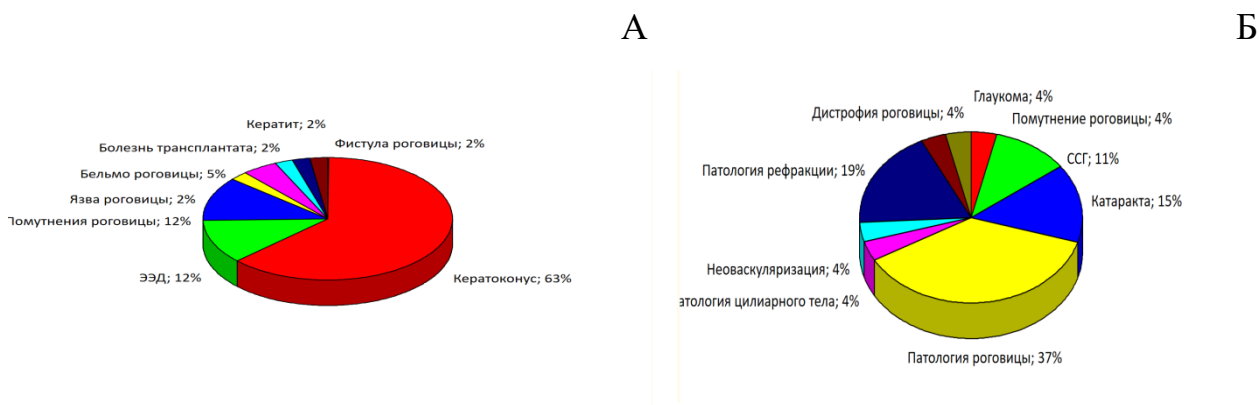 А
Кератит; 2%
Фистула роговицы; 2%
Болезнь трансплантата; 2%
Бельмо роговицы; 5%
Язва роговицы; 2%
Помутнения роговицы; 12%
ЭЭД; 12%
Кератоконус; 63%
Б
Глаукома; 4%
Дистрофия роговицы; 4%
Помутнение роговицы; 4%
ССГ; 11%
Патология рефракции; 19%
Катаракта; 15%
Неоваскуляризация; 4%
атология цилиарного тела; 4%
Патология роговицы; 37%